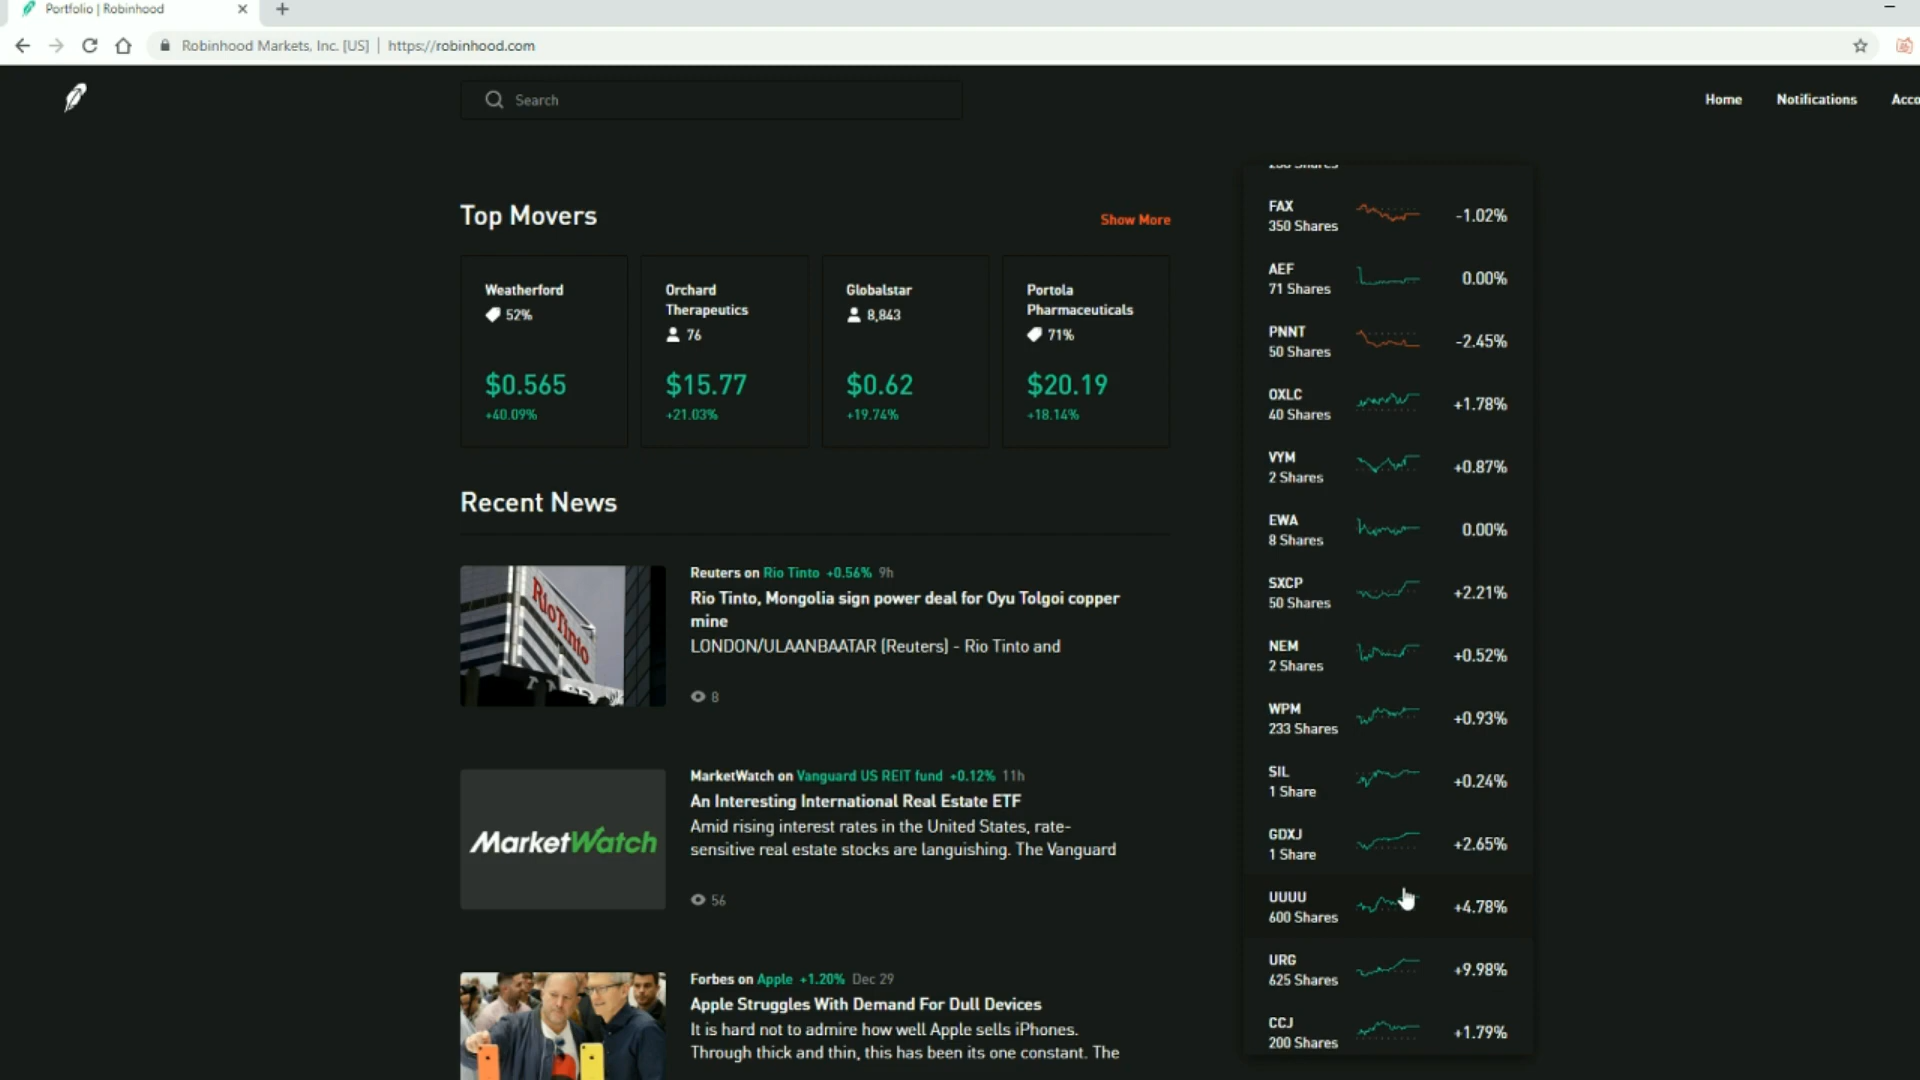 Portfolio | Robinhood
Robinhood Markets, Inc. [US] | https://robinhood.com
Search
Home
Notifications
Acco
Top Movers
Show More
Weatherford
52%
$0.565
+40.09%
Orchard
Therapeutics
76
$15.77
+21.03%
Globalstar
8,843
$0.62
+19.74%
Portola
Pharmaceuticals
71%
$20.19
+18.14%
Recent News
RioTinto
Reuters on Rio Tinto +0.56% 9h
Rio Tinto, Mongolia sign power deal for Oyu Tolgoi copper
mine
LONDON/ULAANBAATAR (Reuters) - Rio Tinto and
8
MarketWatch
MarketWatch on Vanguard US REIT fund +0.12% 11h
An Interesting International Real Estate ETF
Amid rising interest rates in the United States, rate-
sensitive real estate stocks are languishing. The Vanguard
56
Forbes on Apple +1.20% Dec 29
Apple Struggles With Demand For Dull Devices
It is hard not to admire how well Apple sells iPhones.
Through thick and thin, this has been its one constant. The
FAX
350 Shares
-1.02%
AEF
71 Shares
0.00%
PNNT
50 Shares
-2.45%
OXLC
40 Shares
+1.78%
VYM
2 Shares
+0.87%
EWA
8 Shares
0.00%
SXCP
50 Shares
+2.21%
NEM
2 Shares
+0.52%
WPM
233 Shares
+0.93%
SIL
1 Share
+0.24%
GDXJ
1 Share
+2.65%
UUUU
600 Shares
+4.78%
URG
625 Shares
+9.98%
CCJ
200 Shares
+1.79%